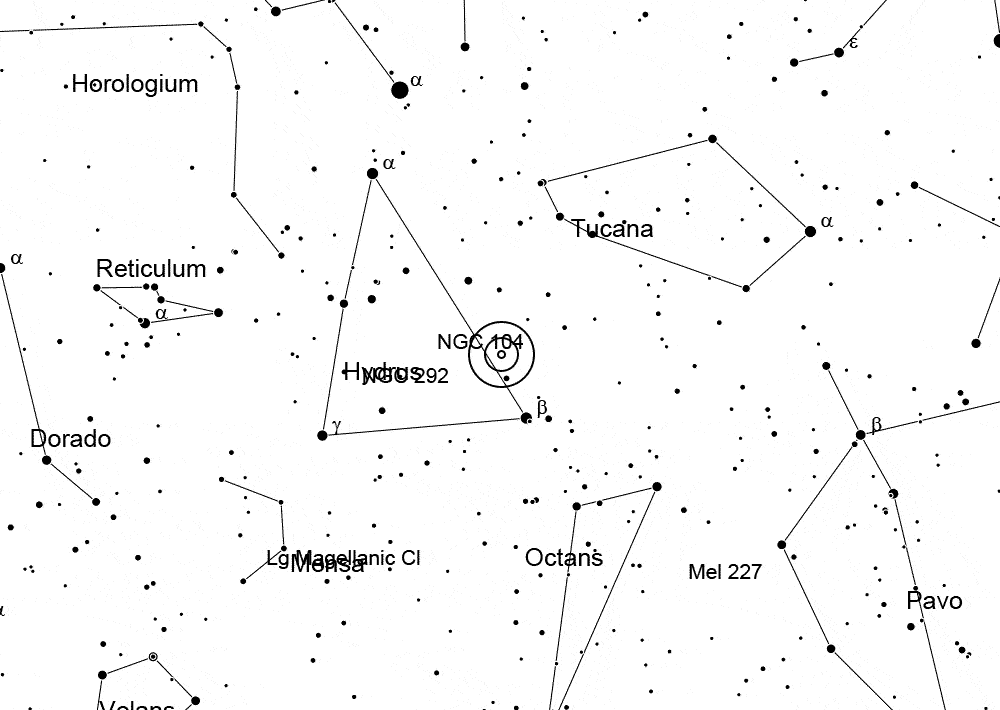 ε
α
Horologium
α
α
Tucana
α
Reticulum
α
NGC 104
Hydrus
NGC 292
β
γ
β
Dorado
Octans
Lg Magellanic Cl
Mensa
Mel 227
Pavo
α
Volans